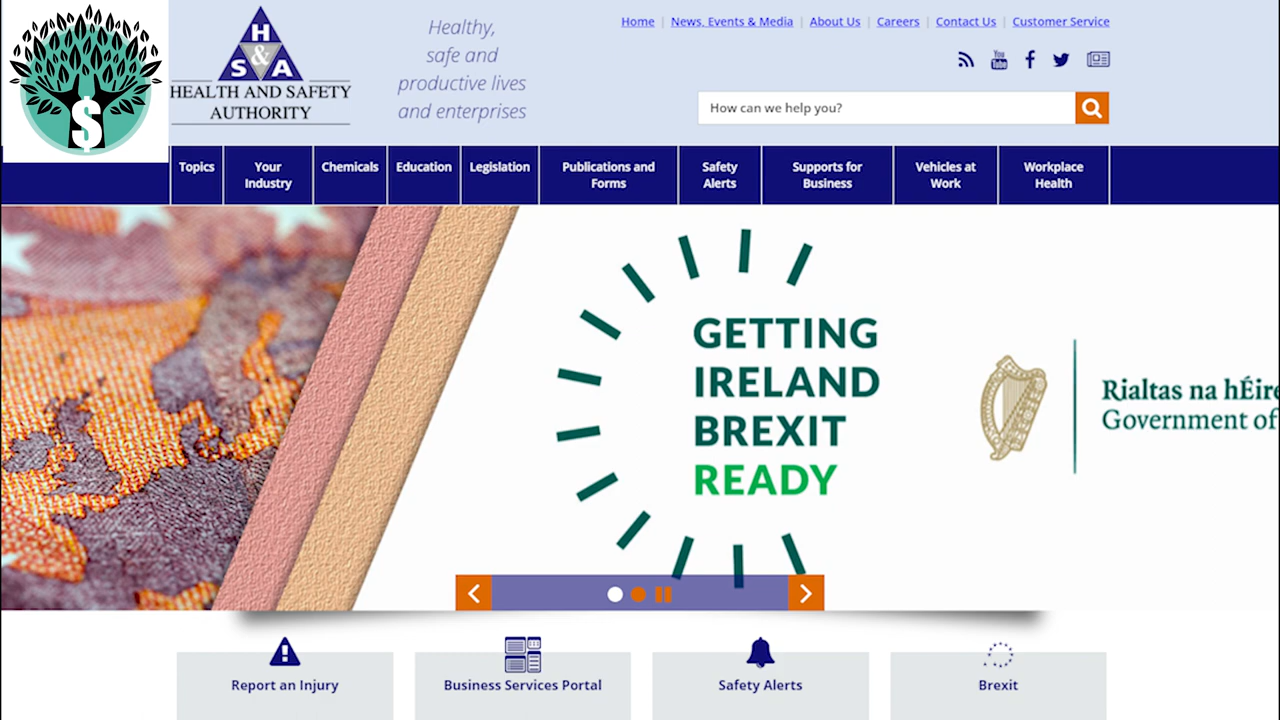 $
H
&
S A
HEALTH AND SAFETY
AUTHORITY
Healthy,
safe and
productive lives
and enterprises
Home | News, Events & Media | About Us | Careers | Contact Us | Customer Service
You
Tube
How can we help you?
Topics
Your
Industry
Chemicals
Education
Legislation
Publications and
Forms
Safety
Alerts
Supports for
Business
Vehicles at
Work
Workplace
Health
GETTING
IRELAND
BREXIT
READY
Rialtas na hÉire
Government of
Report an Injury
Business Services Portal
Safety Alerts
Brexit